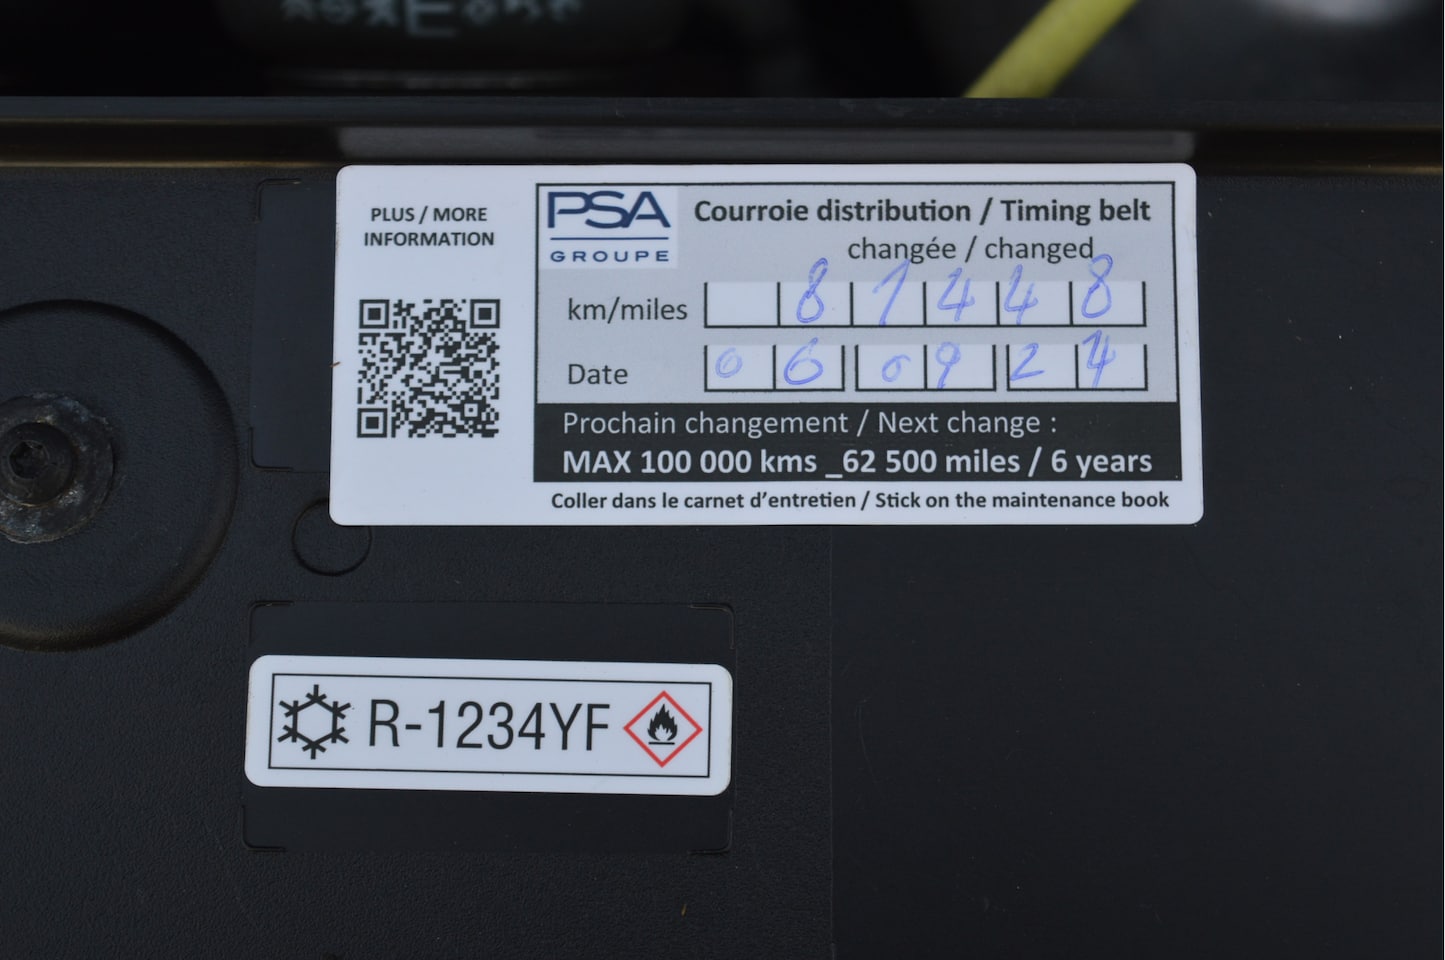 PLUS / MORE
INFORMATION
PSA
GROUPE
Courroie distribution / Timing belt
changée / changed
km/miles 81448
Date 06 09 24
Prochain changement / Next change :
MAX 100 000 kms _62 500 miles / 6 years
Coller dans le carnet d’entretien / Stick on the maintenance book
R-1234YF